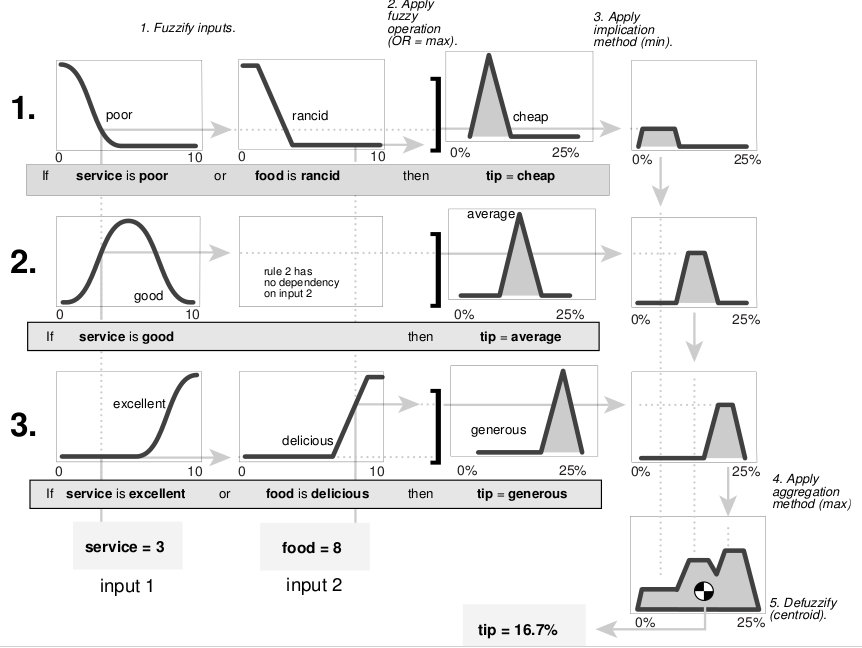 1. Fuzzify inputs.
2. Apply
fuzzy
operation
(OR = max).
3. Apply
implication
method (min).
1.
poor
rancid
cheap
0 10 0 10 0% 25% 0% 25%
If service is poor or food is rancid then tip = cheap
2.
good
rule 2 has
no dependency
on input 2
average
0 10 0% 25% 0% 25%
If service is good then tip = average
3.
excellent
delicious
generous
0 10 0 10 0% 25% 0% 25%
If service is excellent or food is delicious then tip = generous
4. Apply
aggregation
method (max)
service = 3
input 1
food = 8
input 2
0% 25%
5. Defuzzify
(centroid).
tip = 16.7%